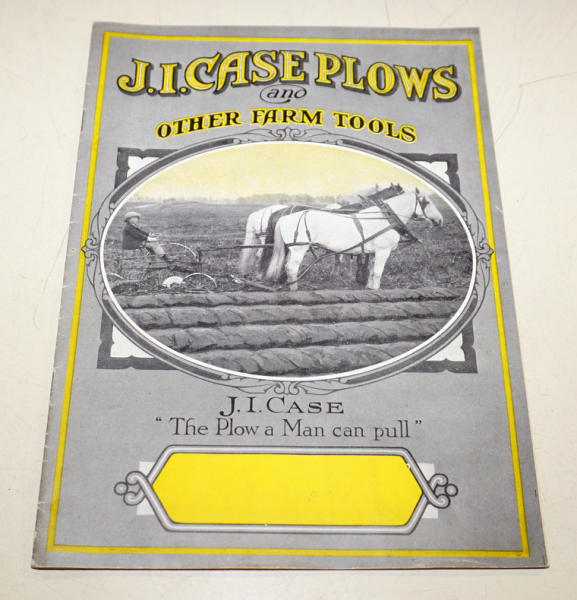 J.I.CASE PLOWS
and
OTHER FARM TOOLS
J.I.CASE
"The Plow a Man can pull"